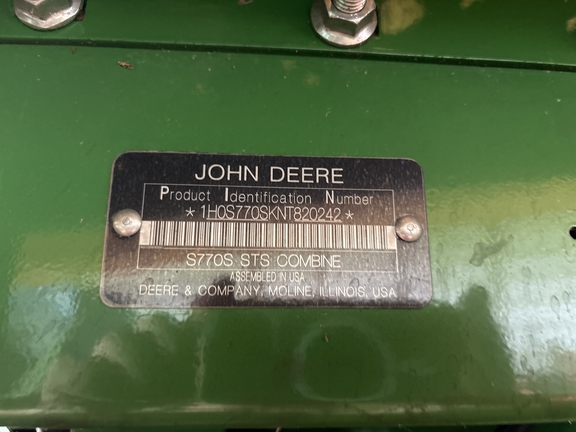 JOHN DEERE
Product Identification Number
*1H0S770SKNT820242*
S770S STS COMBINE
ASSEMBLED IN USA
DEERE & COMPANY, MOLINE, ILLINOIS, USA